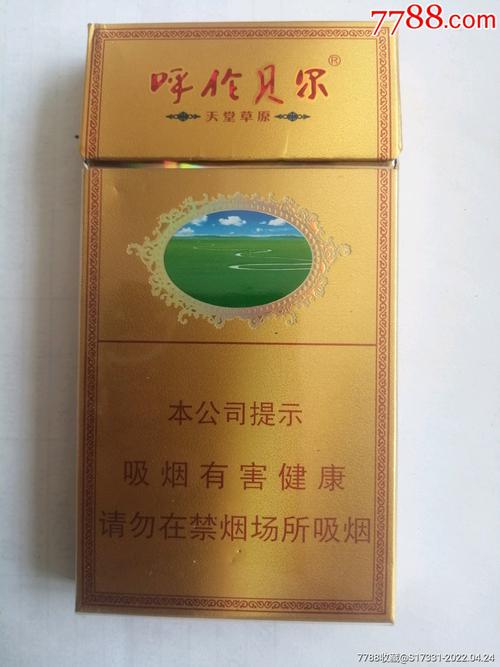 7788.com
呼伦贝尔®
天堂草原
本公司提示
吸烟有害健康
请勿在禁烟场所吸烟
7788收藏@S17331-2022.04.24